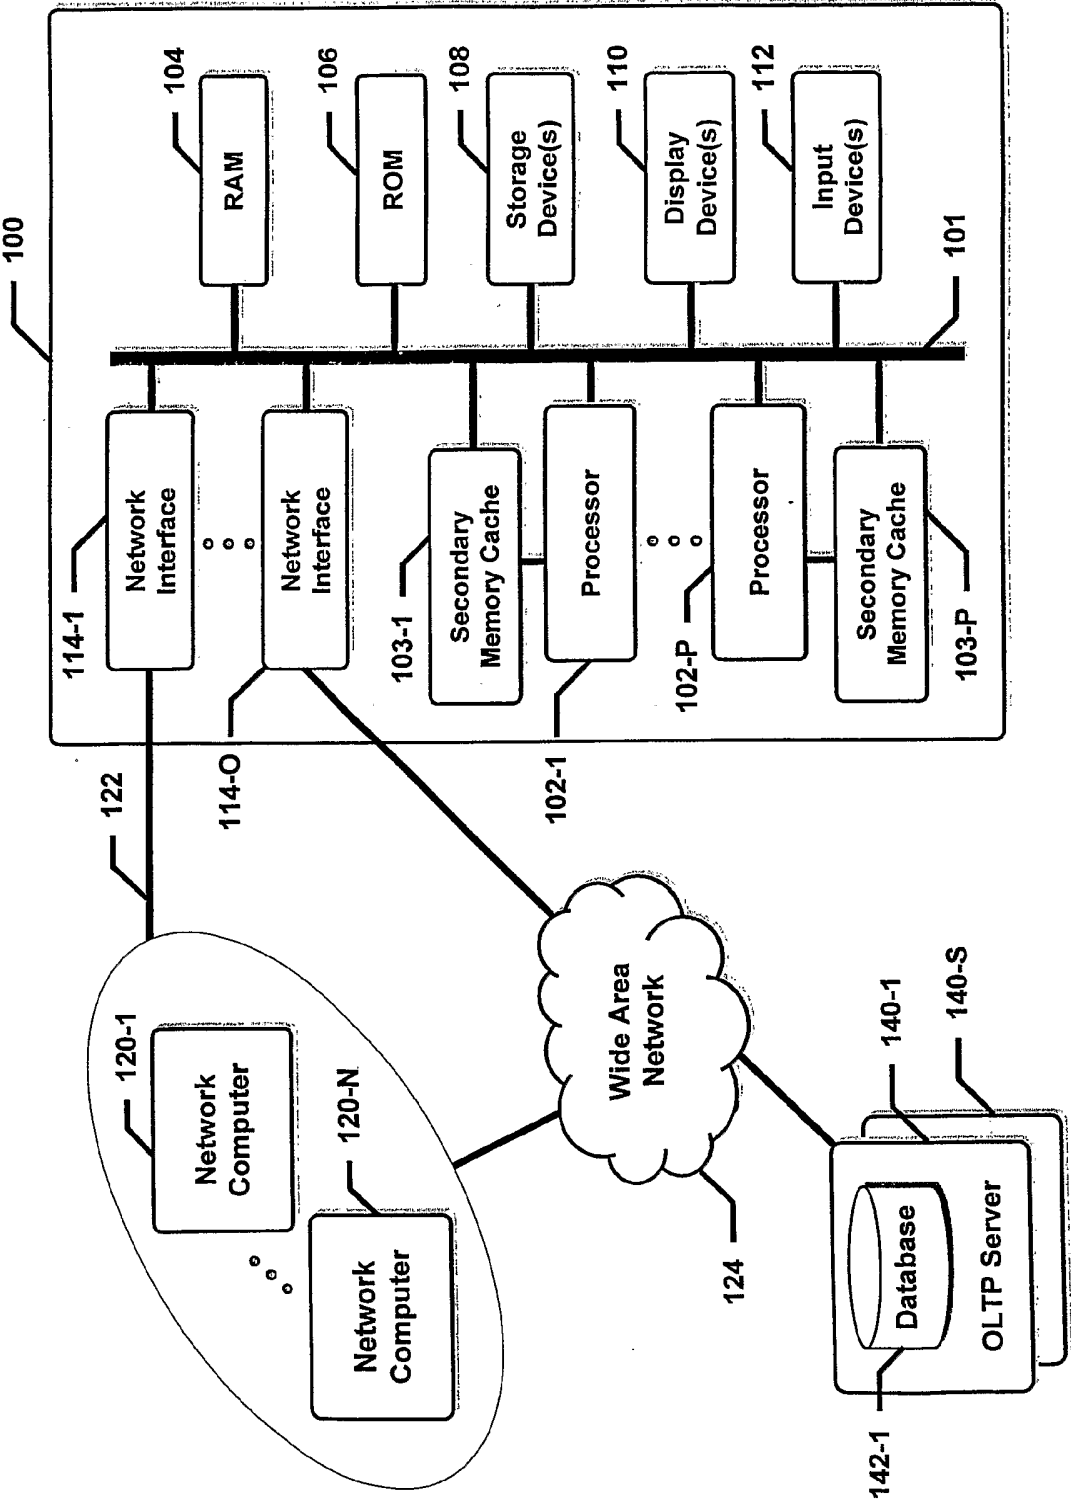 100
120-1
Network
Computer
120-N
Network
Computer
122
114-1
Network
Interface
114-O
Network
Interface
104
RAM
106
ROM
108
Storage
Device(s)
103-1
Secondary
Memory Cache
102-1
Processor
110
Display
Device(s)
Wide Area
Network
124
102-P
Processor
112
Input
Device(s)
Secondary
Memory Cache
103-P
101
142-1
Database
OLTP Server
140-1
140-S